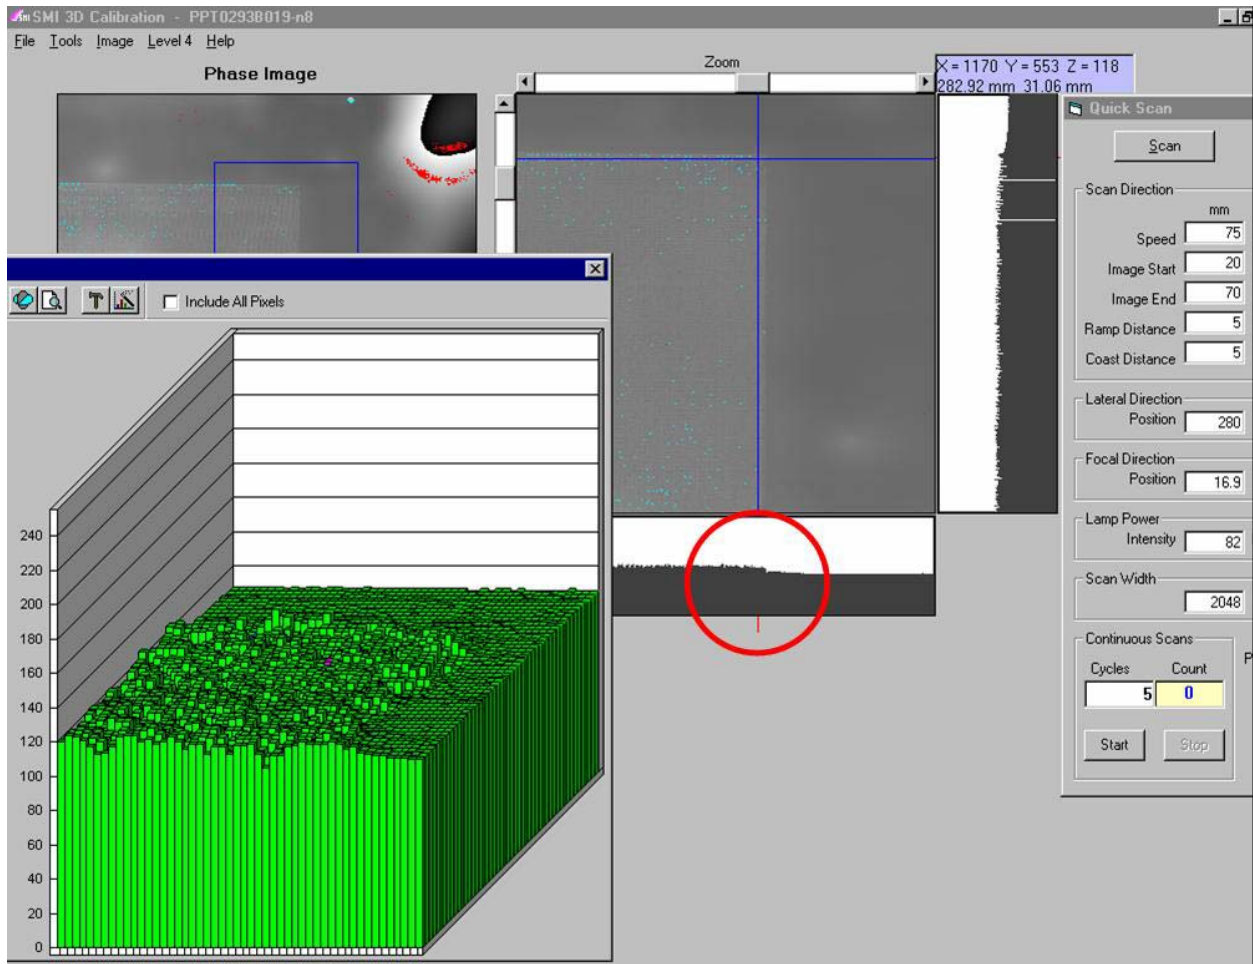 SMI 3D Calibration - PPT0293B019-n8
File Tools Image Level 4 Help
Phase Image
Zoom
X = 1170 Y = 553 Z = 118
282.92 mm 31.06 mm
Quick Scan
Scan
Scan Direction
mm
Speed 75
Image Start 20
Image End 70
Ramp Distance 5
Coast Distance 5
Lateral Direction
Position 280
Focal Direction
Position 16.9
Lamp Power
Intensity 82
Scan Width
2048
Continuous Scans
Cycles Count
5 0
Start Stop
P
T
Include All Pixels
240
220
200
180
160
140
120
100
80
60
40
20
0